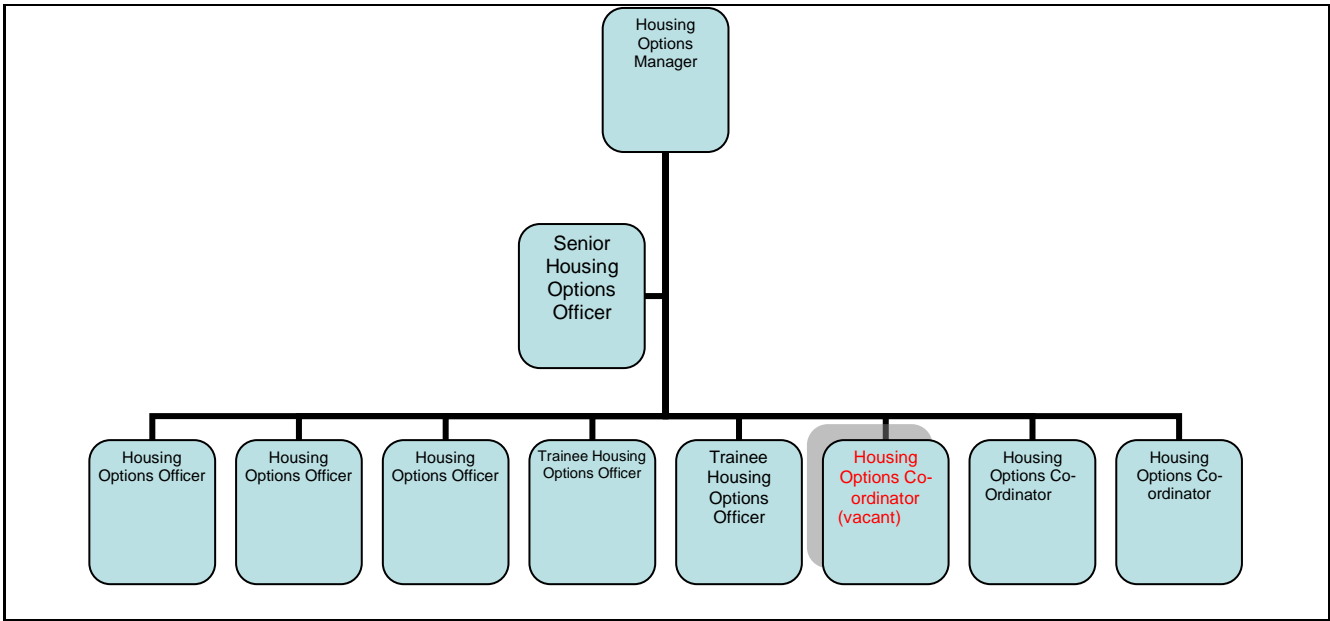 Housing
Options
Manager
Senior
Housing
Options
Officer
Housing
Options Officer
Housing
Options Officer
Housing
Options Officer
Trainee Housing
Options Officer
Trainee
Housing
Options
Officer
Housing
Options Co-
ordinator
(vacant)
Housing
Options Co-
Ordinator
Housing
Options Co-
ordinator